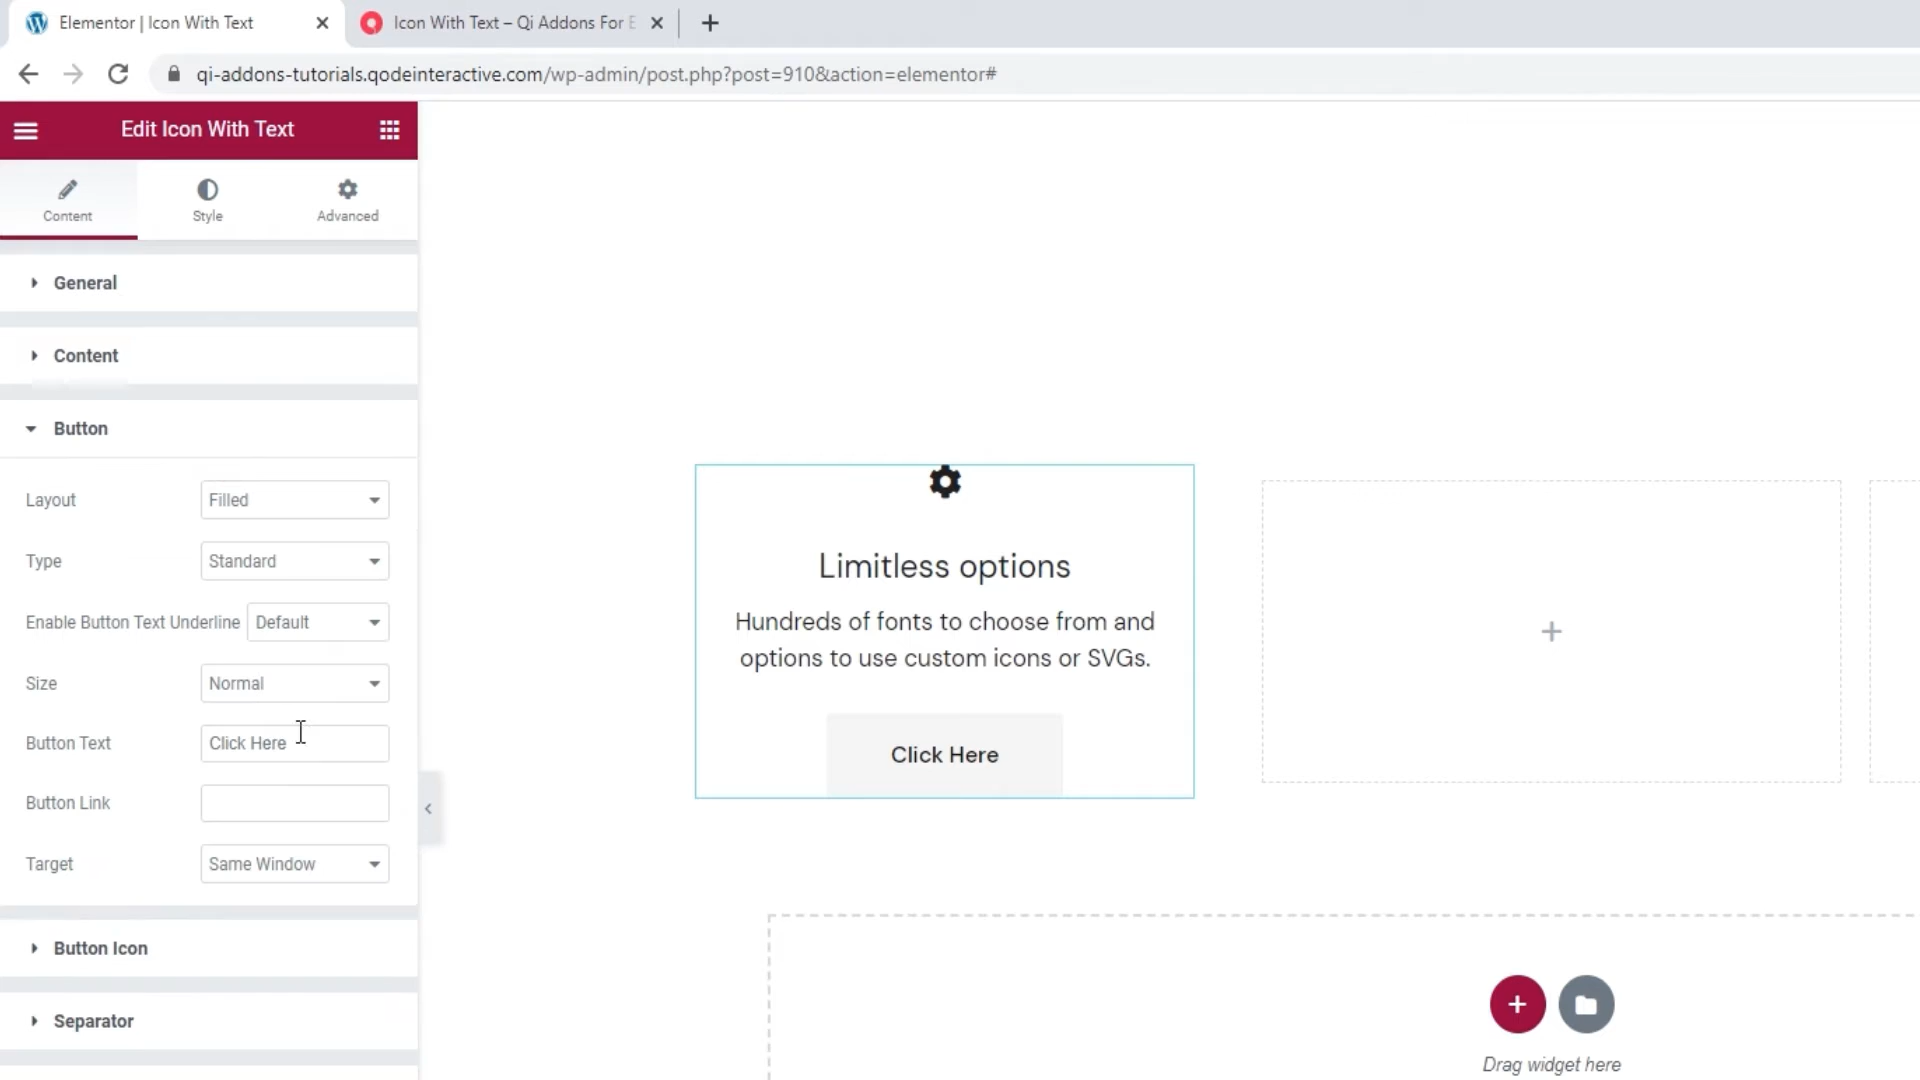 Elementor | Icon With Text
Icon With Text – Qi Addons For E
qi-addons-tutorials.qodeinteractive.com/wp-admin/post.php?post=910&action=elementor#
Edit Icon With Text
Content
Style
Advanced
General
Content
Button
Layout
Filled
Type
Standard
Enable Button Text Underline
Default
Size
Normal
Button Text
Click Here
Button Link
Target
Same Window
Button Icon
Separator
Limitless options
Hundreds of fonts to choose from and
options to use custom icons or SVGs.
Click Here
Drag widget here